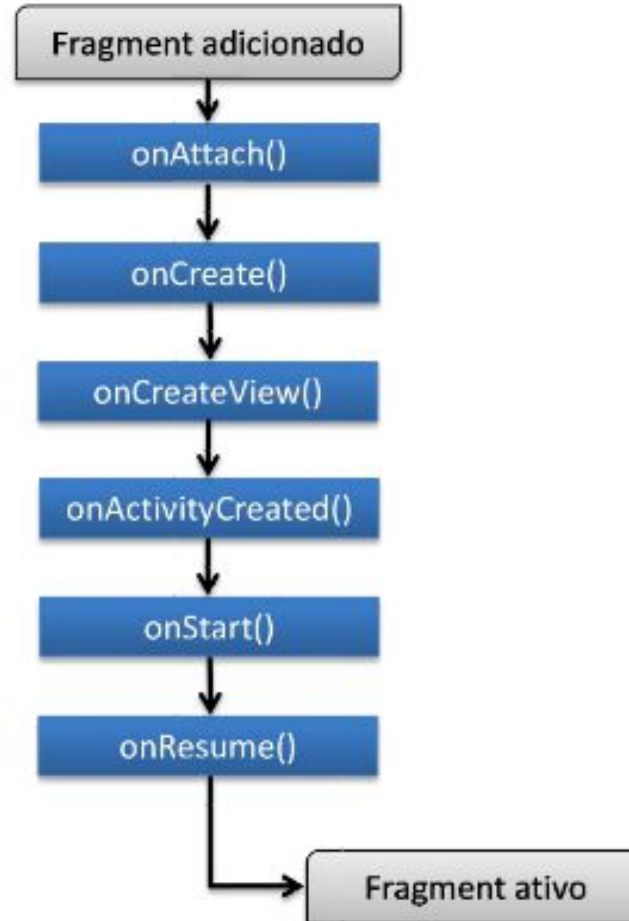 Fragment adicionado
onAttach()
onCreate()
onCreateView()
onActivityCreated()
onStart()
onResume()
Fragment ativo